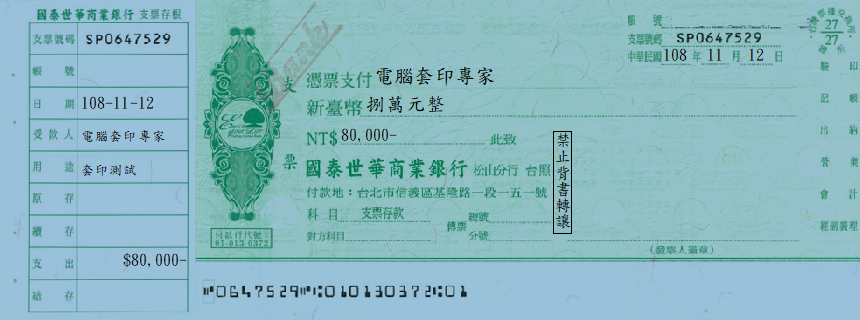 國泰世華商業銀行 支票存根
支票號碼 SP0647529
帳號
日期 108-11-12
受款人 電腦套印專家
用途 套印測試
原存
續存
支出 $80,000-
結存
帳號
支票號碼 SP0647529
中華民國 108 年 11 月 12 日
27
27
支票
憑票支付 電腦套印專家
新臺幣 捌萬元整
NT$ 80,000- 此致
國泰世華商業銀行 松山分行 台照
付款地:台北市信義區基隆路一段一五一號
科目 支票存款
對方科目
傳票 總號
分號
禁止背書轉讓
(發票人簽章)
付款行代號
01-013-0372
驗印
記帳
出納
營業
會計
經副襄理
⑈0647529⑈⑆010130372⑆01